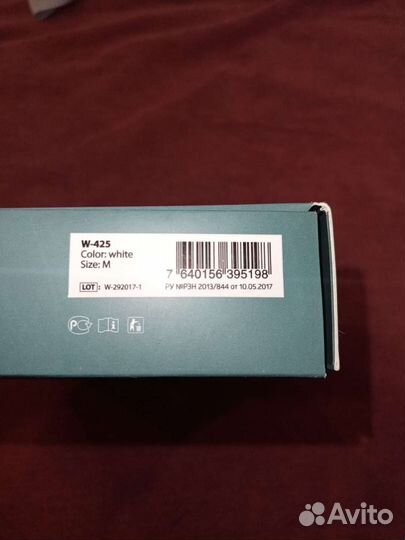 W-425
Color: white
Size: M
7 640156 395198
LOT: W-292017-1
РУ №РЗН 2013/844 от 10.05.2017
Avito